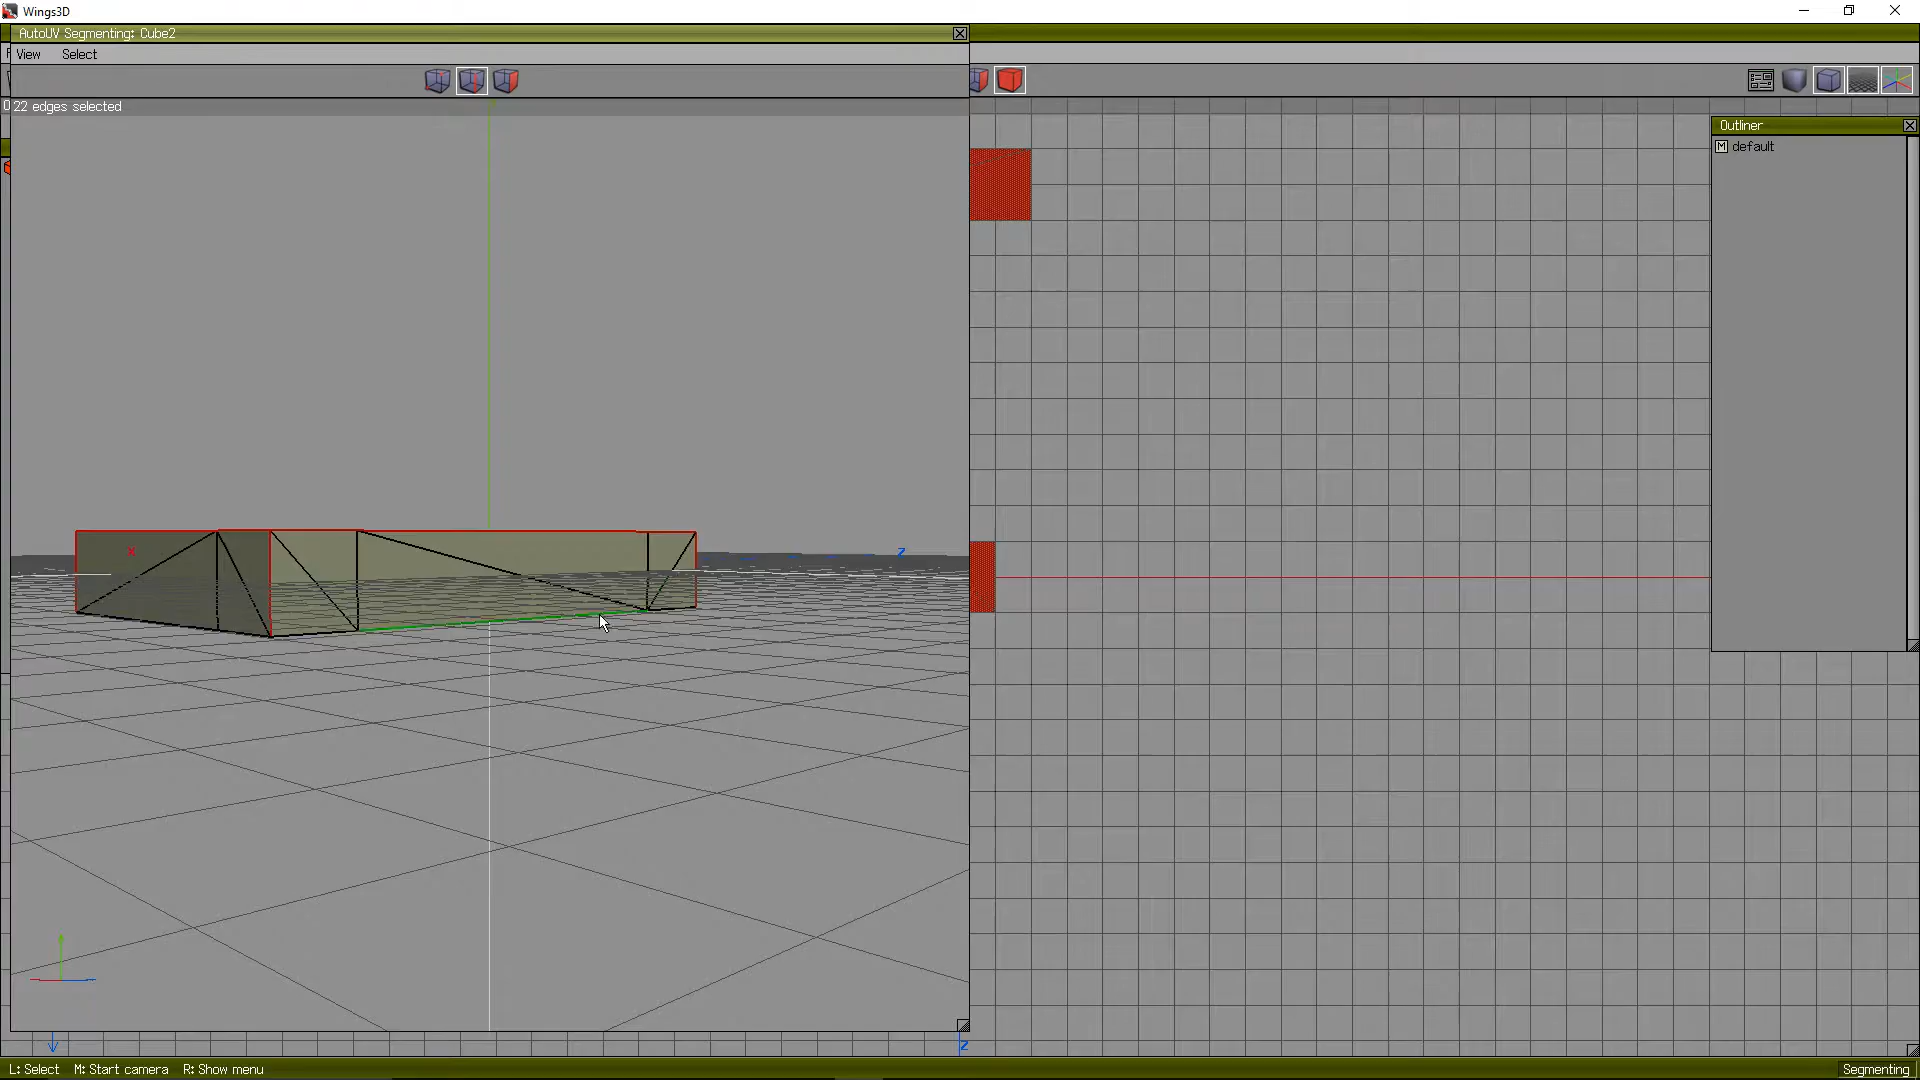 Wings3D
AutoUV Segmenting: Cube2
View Select
22 edges selected
Outliner
M default
X
Z
Z
L: Select M: Start camera R: Show menu
Segmenting